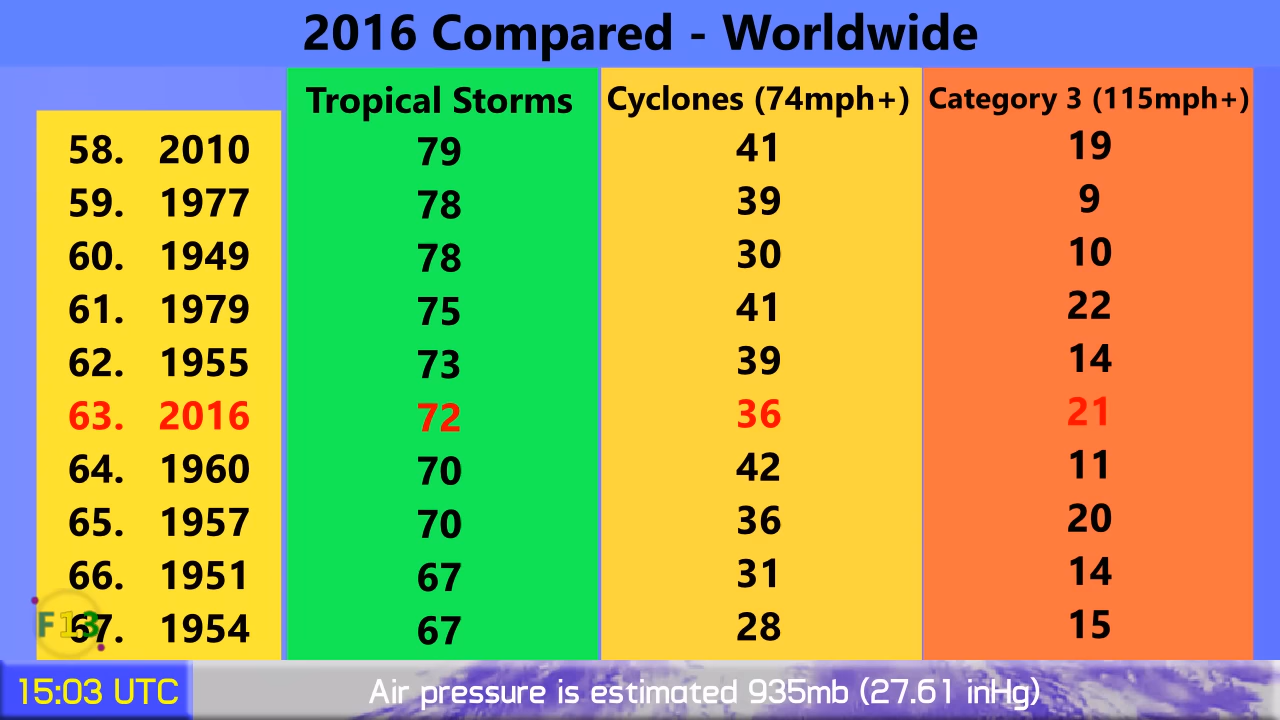 2016 Compared - Worldwide
Tropical Storms Cyclones (74mph+) Category 3 (115mph+)
58. 2010 79 41 19
59. 1977 78 39 9
60. 1949 78 30 10
61. 1979 75 41 22
62. 1955 73 39 14
63. 2016 72 36 21
64. 1960 70 42 11
65. 1957 70 36 20
66. 1951 67 31 14
67. 1954 67 28 15
F13
15:03 UTC Air pressure is estimated 935mb (27.61 inHg)